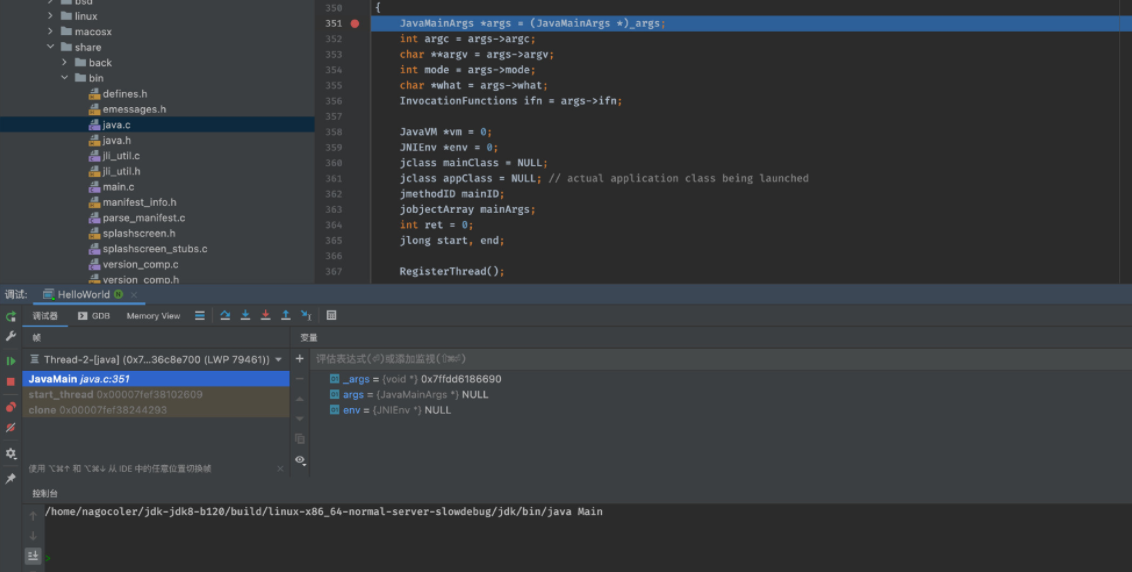 bsd
linux
macosx
share
back
bin
defines.h
emessages.h
java.c
java.h
jli_util.c
jli_util.h
main.c
manifest_info.h
parse_manifest.c
splashscreen.h
splashscreen_stubs.c
version_comp.c
version_comp.h
350 {
351 JavaMainArgs *args = (JavaMainArgs *)_args;
352 int argc = args->argc;
353 char **argv = args->argv;
354 int mode = args->mode;
355 char *what = args->what;
356 InvocationFunctions ifn = args->ifn;
357
358 JavaVM *vm = 0;
359 JNIEnv *env = 0;
360 jclass mainClass = NULL;
361 jclass appClass = NULL; // actual application class being launched
362 jmethodID mainID;
363 jobjectArray mainArgs;
364 int ret = 0;
365 jlong start, end;
366
367 RegisterThread();
调试: HelloWorld
调试器 GDB Memory View
帧
Thread-2-[java] (0x7...36c8e700 (LWP 79461))
JavaMain java.c:351
start_thread 0x00007fef38102609
clone 0x00007fef38244293
使用 ⌥⌘↑ 和 ⌥⌘↓ 从 IDE 中的任意位置切换帧
变量
评估表达式(⏎)或添加监视(⇧⌘⏎)
_args = {void *} 0x7ffdd6186690
args = {JavaMainArgs *} NULL
env = {JNIEnv *} NULL
控制台
/home/nagocoler/jdk-jdk8-b120/build/linux-x86_64-normal-server-slowdebug/jdk/bin/java Main
>